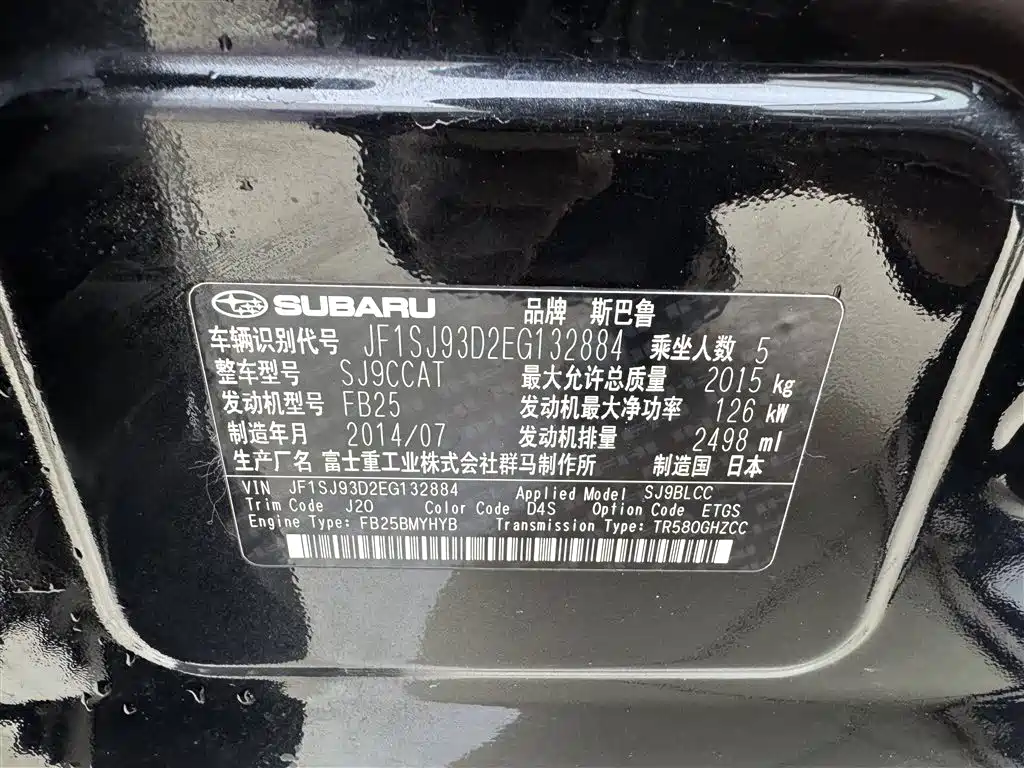 SUBARU 品牌 斯巴鲁
车辆识别代号 JF1SJ93D2EG132884 乘坐人数 5
整车型号 SJ9CCAT 最大允许总质量 2015 kg
发动机型号 FB25 发动机最大净功率 126 kW
制造年月 2014/07 发动机排量 2498 ml
生产厂名 富士重工业株式会社群马制作所 制造国 日本
VIN JF1SJ93D2EG132884 Applied Model SJ9BLCC
Trim Code J20 Color Code D4S Option Code ETGS
Engine Type: FB25BMYHYB Transmission Type: TR580GHZCC